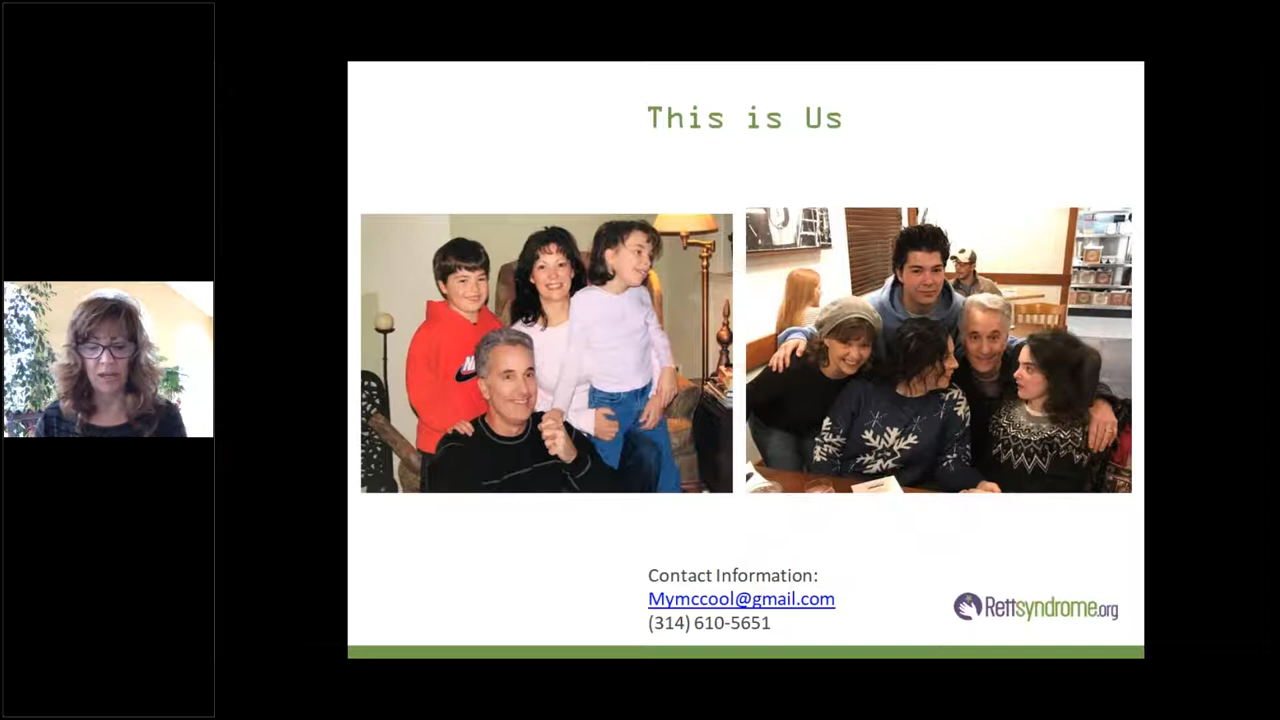 This is Us
Contact Information:
Mymccool@gmail.com
(314) 610-5651
Rettsyndrome.org